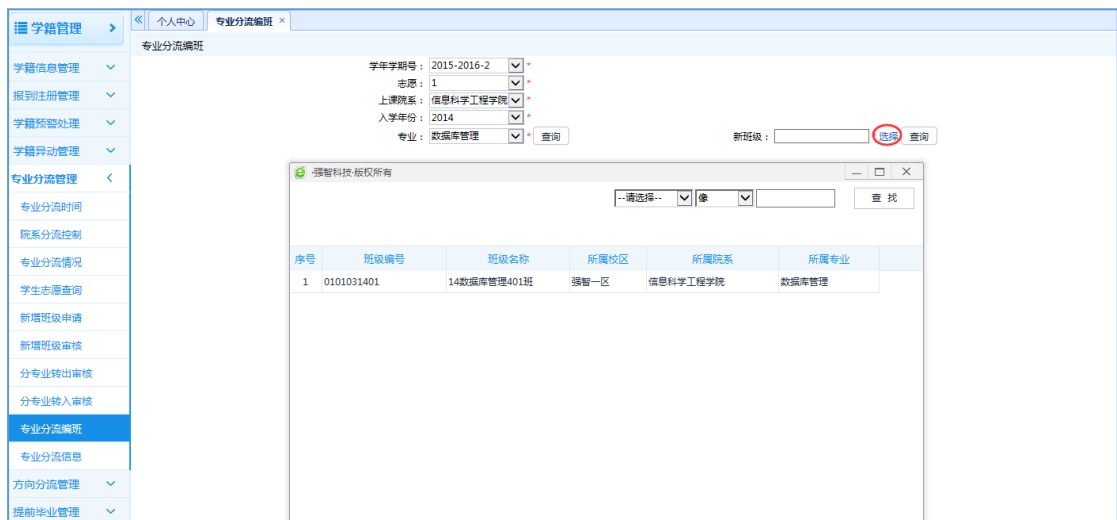 学籍管理
个人中心 专业分流编班 ×
专业分流编班
学籍信息管理
报到注册管理
学籍预警处理
学籍异动管理
专业分流管理
专业分流时间
院系分流控制
专业分流情况
学生志愿查询
新增班级申请
新增班级审核
分专业转出审核
分专业转入审核
专业分流编班
专业分流信息
方向分流管理
提前毕业管理
学年学期号： 2015-2016-2 *
志愿： 1 *
上课院系： 信息科学工程学院 *
入学年份： 2014 *
专业： 数据库管理 * 查询 新班级： 选择 查询
·强智科技·版权所有
--请选择-- 像 查 找
序号 班级编号 班级名称 所属校区 所属院系 所属专业
1 0101031401 14数据库管理401班 强智一区 信息科学工程学院 数据库管理